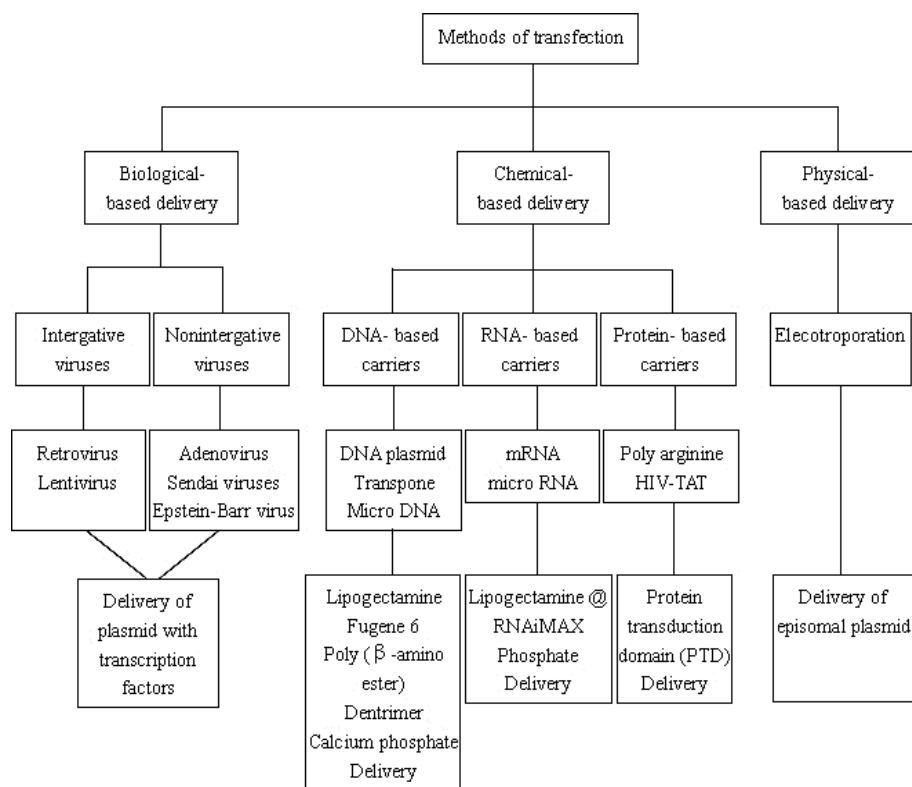 Methods of transfection
Biological-
based delivery
Chemical-
based delivery
Physical-
based delivery
Intergative
viruses
Nonintergative
viruses
DNA- based
carriers
RNA- based
carriers
Protein- based
carriers
Elecotroporation
Retrovirus
Lentivirus
Adenovirus
Sendai viruses
Epstein-Barr virus
DNA plasmid
Transpone
Micro DNA
mRNA
micro RNA
Poly arginine
HIV-TAT
Delivery of
plasmid with
transcription
factors
Lipogectamine
Fugene 6
Poly (β-amino
ester)
Dentrimer
Calcium phosphate
Delivery
Lipogectamine @
RNAiMAX
Phosphate
Delivery
Protein
transduction
domain (PTD)
Delivery
Delivery of
episomal plasmid